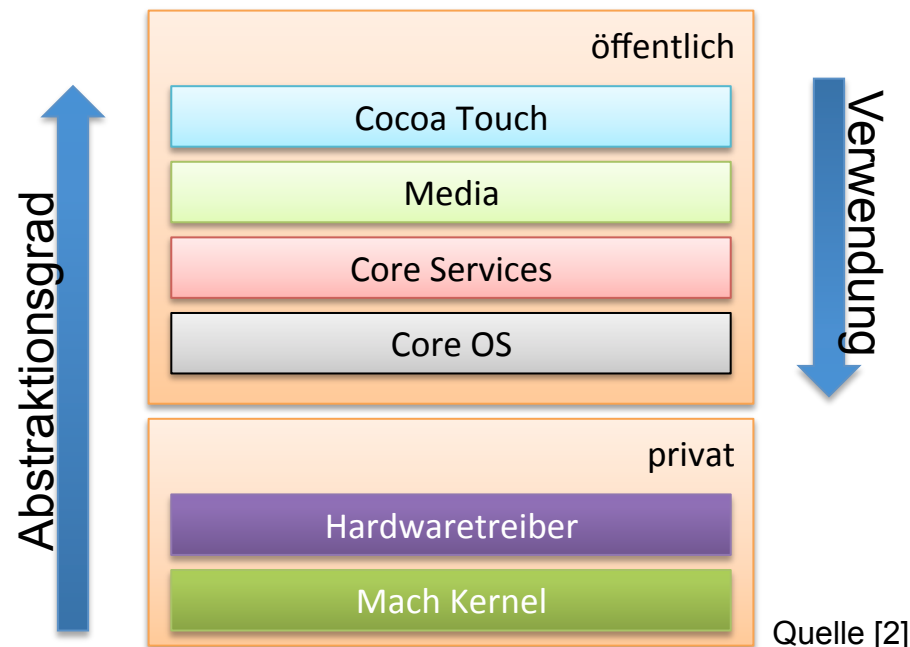 öffentlich
Cocoa Touch
Media
Core Services
Core OS
privat
Hardwaretreiber
Mach Kernel
Abstraktionsgrad
Verwendung
Quelle [2]